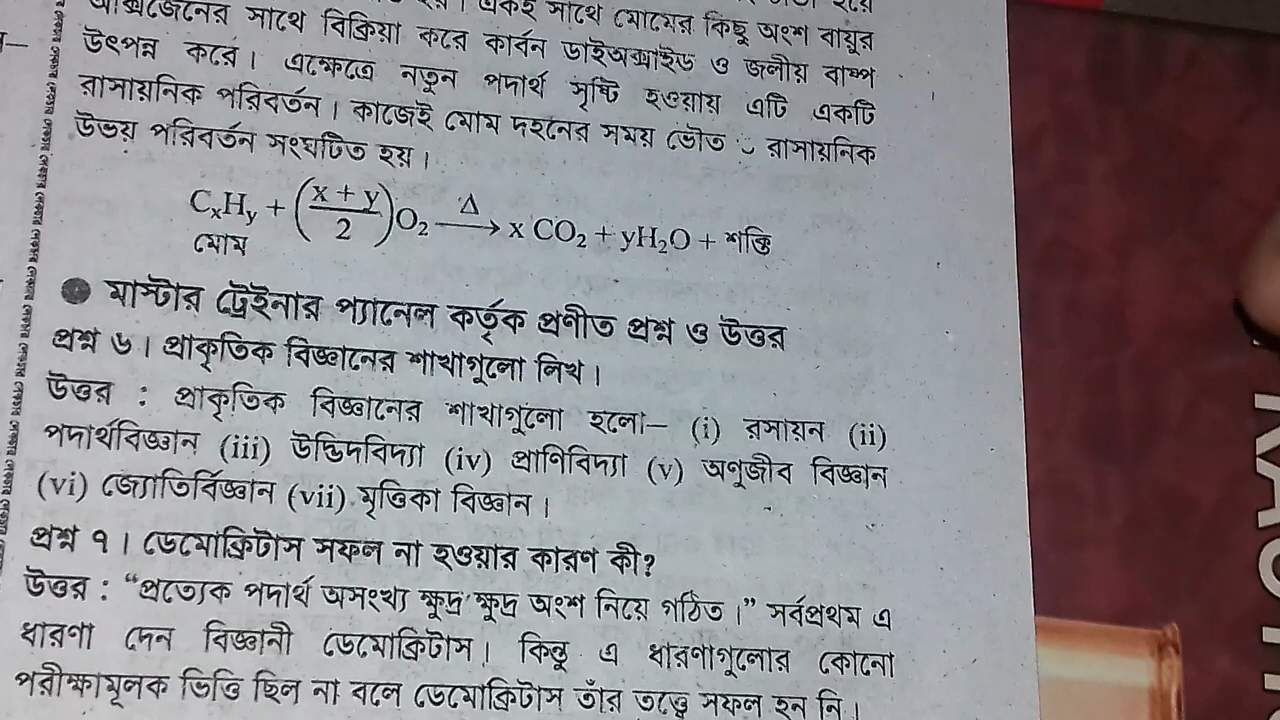 অক্সিজেনের সাথে বিক্রিয়া করে কার্বন ডাইঅক্সাইড ও জলীয় বাষ্প
উৎপন্ন করে। এক্ষেত্রে নতুন পদার্থ সৃষ্টি হওয়ায় এটি একটি
রাসায়নিক পরিবর্তন। কাজেই মোম দহনের সময় ভৌত ও রাসায়নিক
উভয় পরিবর্তন সংঘটিত হয়।
CxHy + ((x + y)/2)O₂ —Δ→ x CO₂ + yH₂O + শক্তি
মোম
● মাস্টার ট্রেইনার প্যানেল কর্তৃক প্রণীত প্রশ্ন ও উত্তর
প্রশ্ন ৬। প্রাকৃতিক বিজ্ঞানের শাখাগুলো লিখ।
উত্তর : প্রাকৃতিক বিজ্ঞানের শাখাগুলো হলো— (i) রসায়ন (ii)
পদার্থবিজ্ঞান (iii) উদ্ভিদবিদ্যা (iv) প্রাণিবিদ্যা (v) অণুজীব বিজ্ঞান
(vi) জ্যোতির্বিজ্ঞান (vii) মৃত্তিকা বিজ্ঞান।
প্রশ্ন ৭। ডেমোক্রিটাস সফল না হওয়ার কারণ কী?
উত্তর : “প্রত্যেক পদার্থ অসংখ্য ক্ষুদ্র ক্ষুদ্র অংশ নিয়ে গঠিত।” সর্বপ্রথম এ
ধারণা দেন বিজ্ঞানী ডেমোক্রিটাস। কিন্তু এ ধারণাগুলোর কোনো
পরীক্ষামূলক ভিত্তি ছিল না বলে ডেমোক্রিটাস তাঁর তত্ত্বে সফল হন নি।